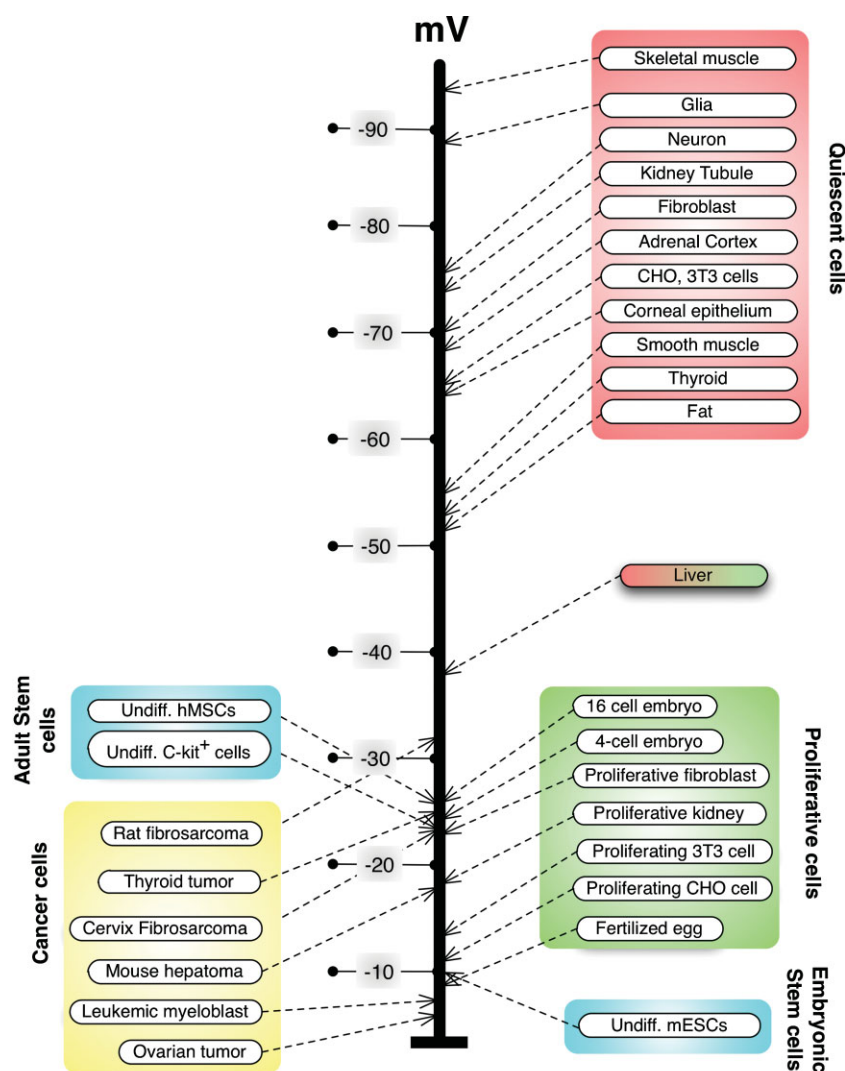 mV
-90
-80
-70
-60
-50
-40
-30
-20
-10
Skeletal muscle
Glia
Neuron
Kidney Tubule
Fibroblast
Adrenal Cortex
CHO, 3T3 cells
Corneal epithelium
Smooth muscle
Thyroid
Fat
Quiescent cells
Liver
Adult Stem
cells
Undiff. hMSCs
Undiff. C-kit⁺ cells
Cancer cells
Rat fibrosarcoma
Thyroid tumor
Cervix Fibrosarcoma
Mouse hepatoma
Leukemic myeloblast
Ovarian tumor
16 cell embryo
4-cell embryo
Proliferative fibroblast
Proliferative kidney
Proliferating 3T3 cell
Proliferating CHO cell
Fertilized egg
Proliferative cells
Undiff. mESCs
Embryonic
Stem cells